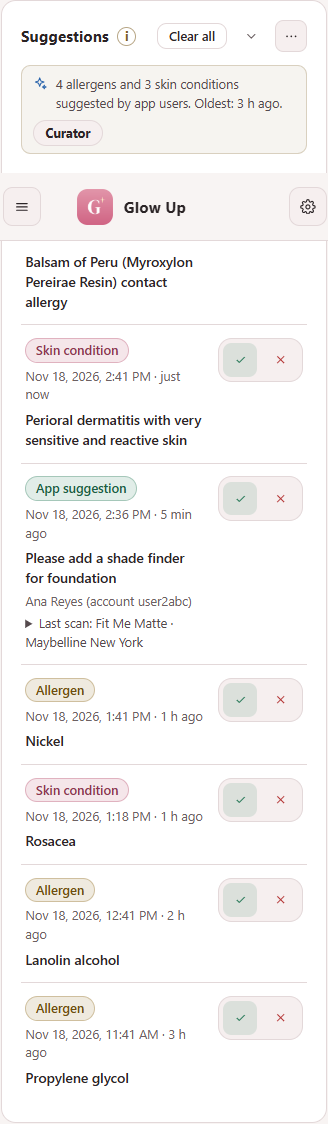 Suggestions
Clear all
4 allergens and 3 skin conditions
suggested by app users. Oldest: 3 h ago.
Curator
G+
Glow Up
Balsam of Peru (Myroxylon
Pereirae Resin) contact
allergy
Skin condition
Nov 18, 2026, 2:41 PM · just
now
Perioral dermatitis with very
sensitive and reactive skin
App suggestion
Nov 18, 2026, 2:36 PM · 5 min
ago
Please add a shade finder
for foundation
Ana Reyes (account user2abc)
Last scan: Fit Me Matte ·
Maybelline New York
Allergen
Nov 18, 2026, 1:41 PM · 1 h ago
Nickel
Skin condition
Nov 18, 2026, 1:18 PM · 1 h ago
Rosacea
Allergen
Nov 18, 2026, 12:41 PM · 2 h
ago
Lanolin alcohol
Allergen
Nov 18, 2026, 11:41 AM · 3 h
ago
Propylene glycol